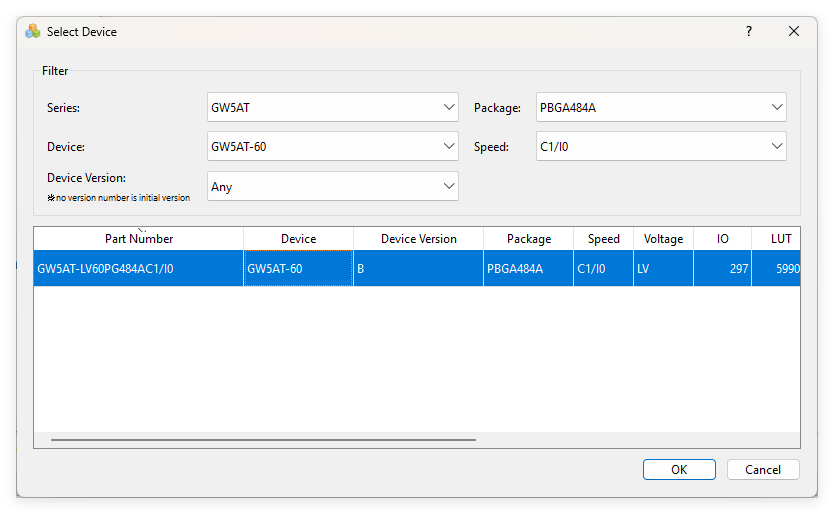 Select Device
?
Filter
Series: GW5AT Package: PBGA484A
Device: GW5AT-60 Speed: C1/I0
Device Version: Any
※no version number is initial version
Part Number Device Device Version Package Speed Voltage IO LUT
GW5AT-LV60PG484AC1/I0 GW5AT-60 B PBGA484A C1/I0 LV 297 5990
OK Cancel